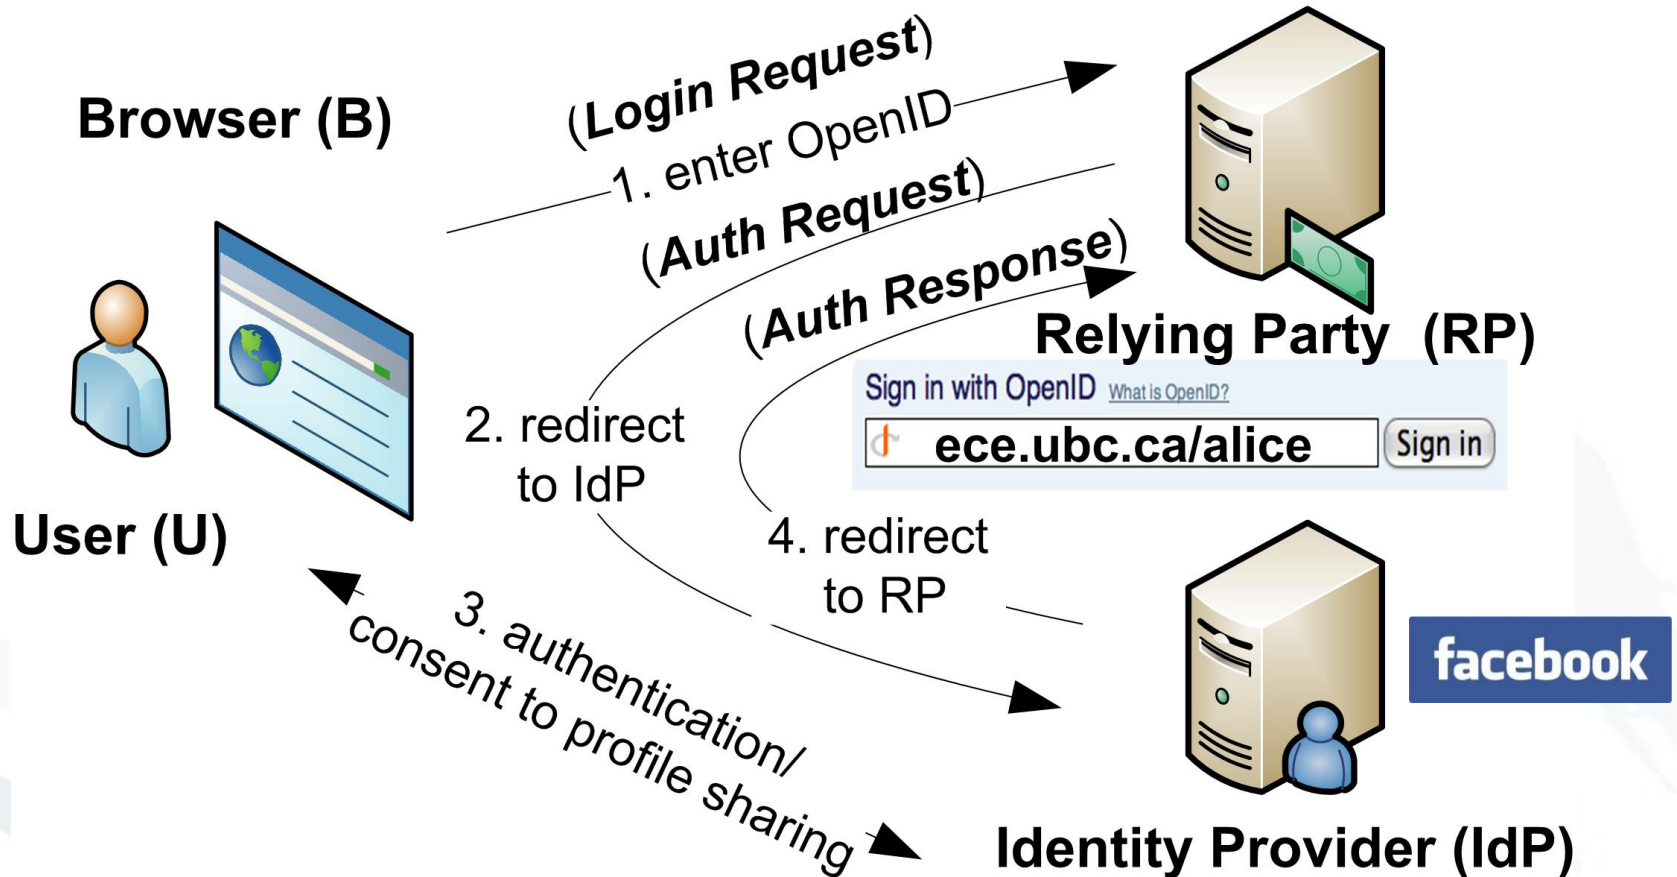 Browser (B)
(Login Request)
1. enter OpenID
(Auth Request)
(Auth Response)
Relying Party (RP)
Sign in with OpenID What is OpenID?
ece.ubc.ca/alice Sign in
2. redirect
to IdP
User (U)
4. redirect
to RP
3. authentication/
consent to profile sharing
facebook
Identity Provider (IdP)